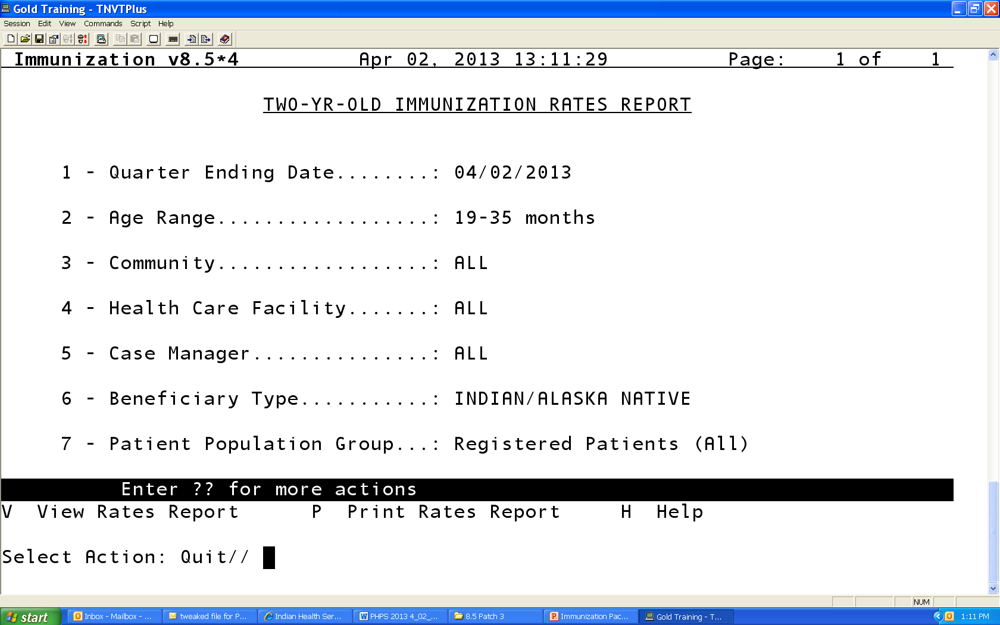 Gold Training - TNVTPlus
Session Edit View Commands Script Help
Immunization v8.5*4 Apr 02, 2013 13:11:29 Page: 1 of 1
TWO-YR-OLD IMMUNIZATION RATES REPORT
1 - Quarter Ending Date........: 04/02/2013
2 - Age Range..................: 19-35 months
3 - Community..................: ALL
4 - Health Care Facility.......: ALL
5 - Case Manager...............: ALL
6 - Beneficiary Type...........: INDIAN/ALASKA NATIVE
7 - Patient Population Group...: Registered Patients (All)
Enter ?? for more actions
V View Rates Report P Print Rates Report H Help
Select Action: Quit//
NUM
start Inbox - Mailbox - ... tweaked file for P... Indian Health Ser... PHPS 2013 4_02_... 8.5 Patch 3 Immunization Pac... Gold Training - T... 1:11 PM